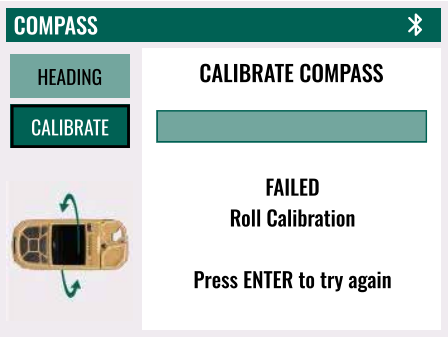 COMPASS
HEADING
CALIBRATE
CALIBRATE COMPASS
FAILED
Roll Calibration
Press ENTER to try again